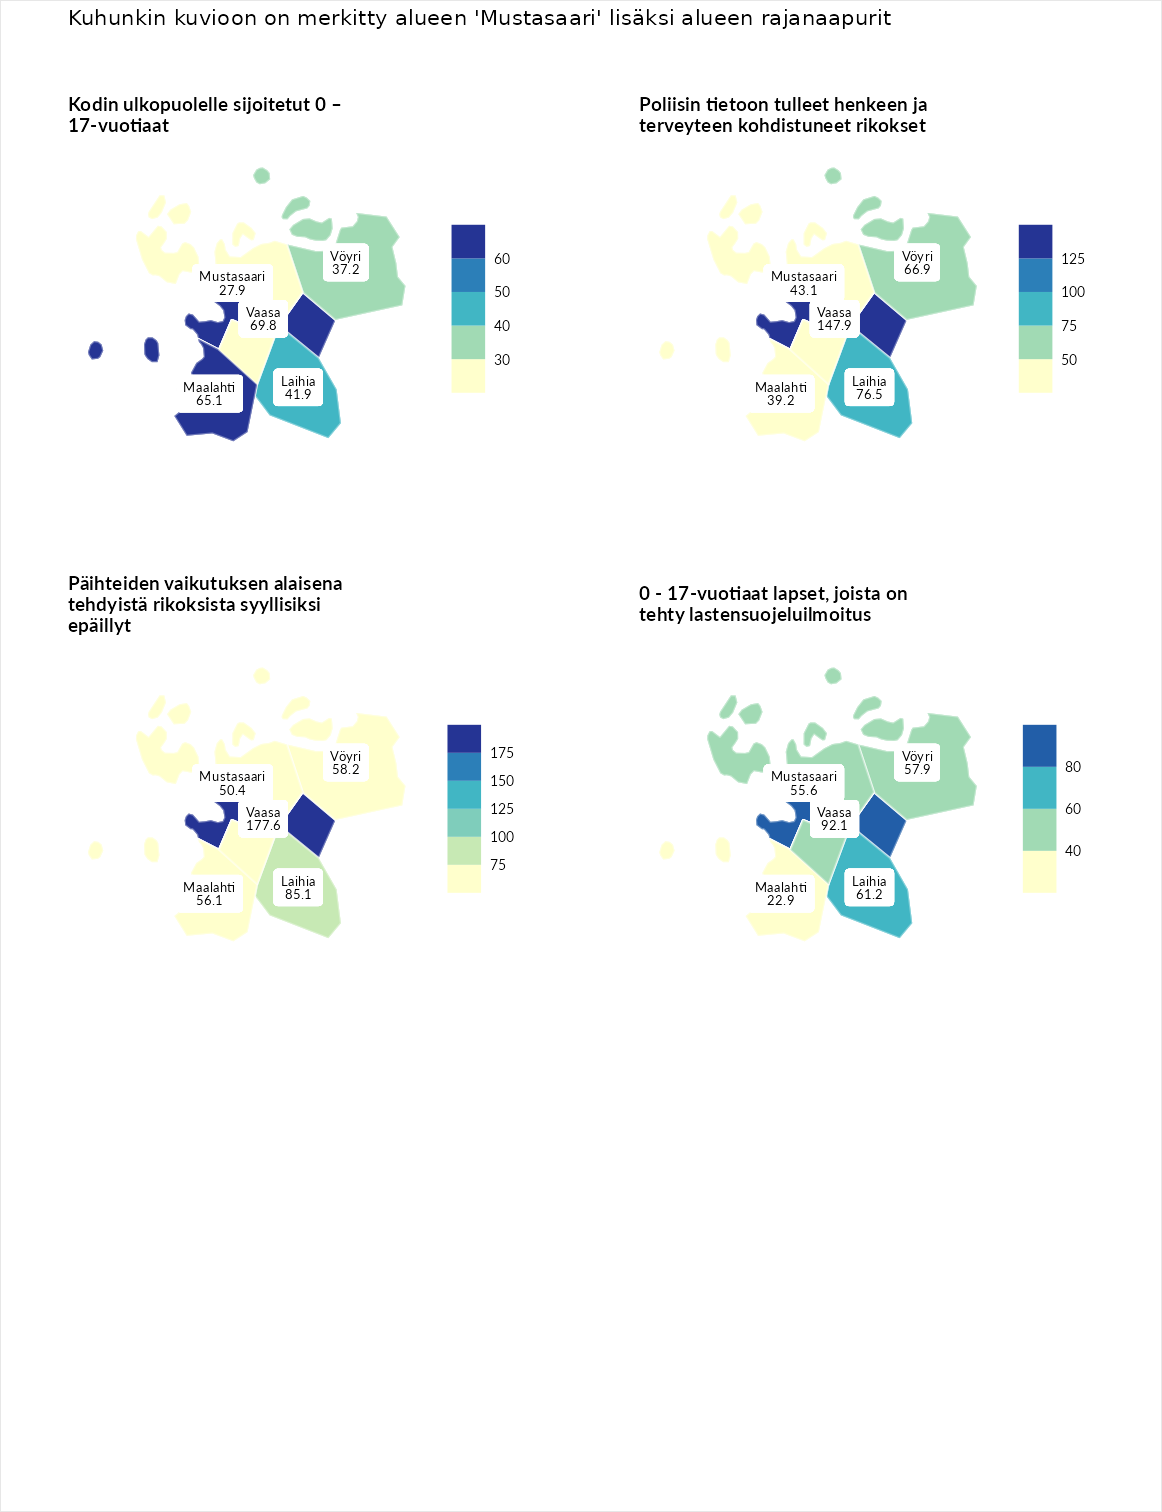 Kuhunkin kuvioon on merkitty alueen 'Mustasaari' lisäksi alueen rajanaapurit
Kodin ulkopuolelle sijoitetut 0 –
17-vuotiaat
Vöyri
37.2
Mustasaari
27.9
Vaasa
69.8
Maalahti
65.1
Laihia
41.9
60
50
40
30
Poliisin tietoon tulleet henkeen ja
terveyteen kohdistuneet rikokset
Vöyri
66.9
Mustasaari
43.1
Vaasa
147.9
Maalahti
39.2
Laihia
76.5
125
100
75
50
Päihteiden vaikutuksen alaisena
tehdyistä rikoksista syyllisiksi
epäillyt
Vöyri
58.2
Mustasaari
50.4
Vaasa
177.6
Maalahti
56.1
Laihia
85.1
175
150
125
100
75
0 - 17-vuotiaat lapset, joista on
tehty lastensuojeluilmoitus
Vöyri
57.9
Mustasaari
55.6
Vaasa
92.1
Maalahti
22.9
Laihia
61.2
80
60
40